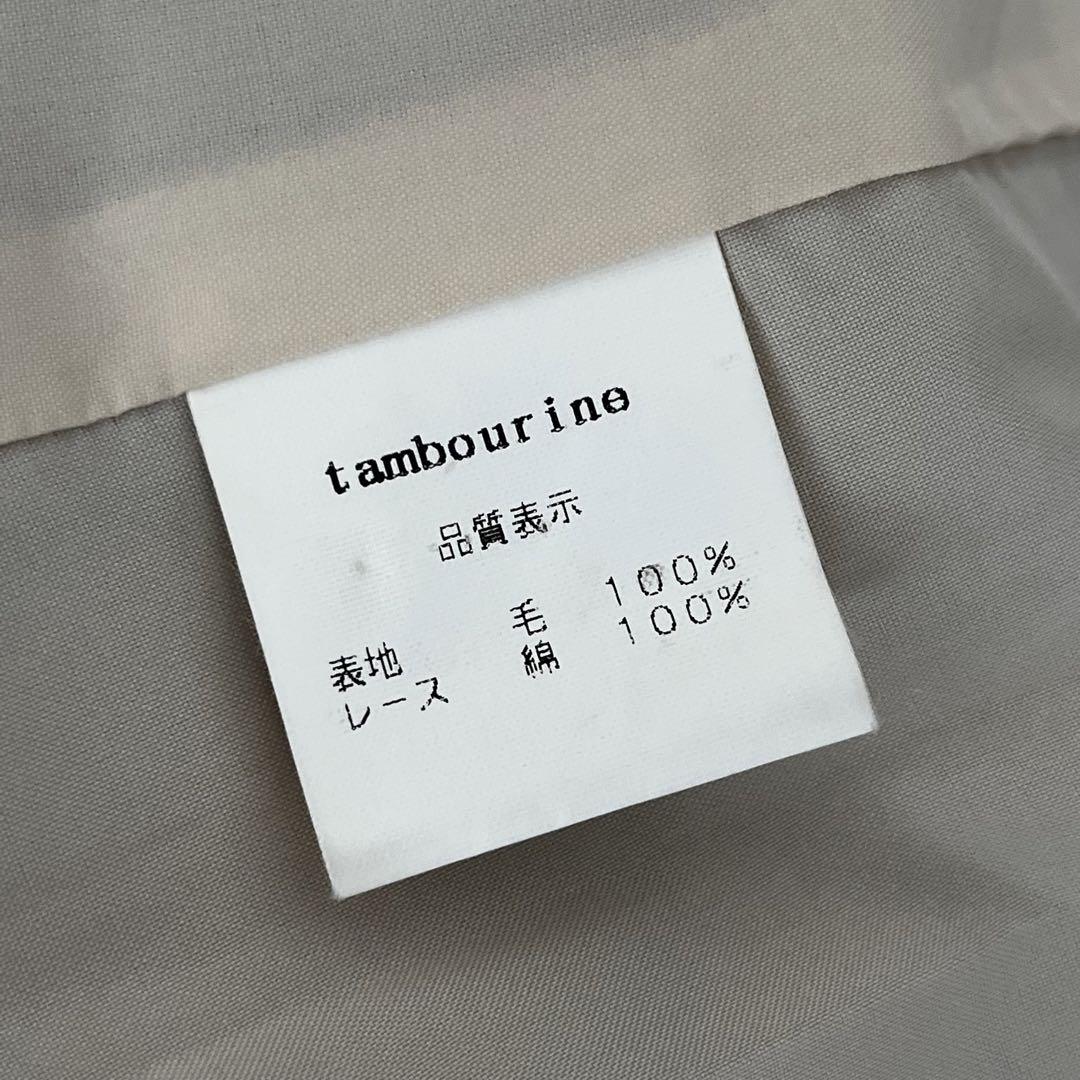 tambourine
品質表示
表地 毛 100%
レース 綿 100%